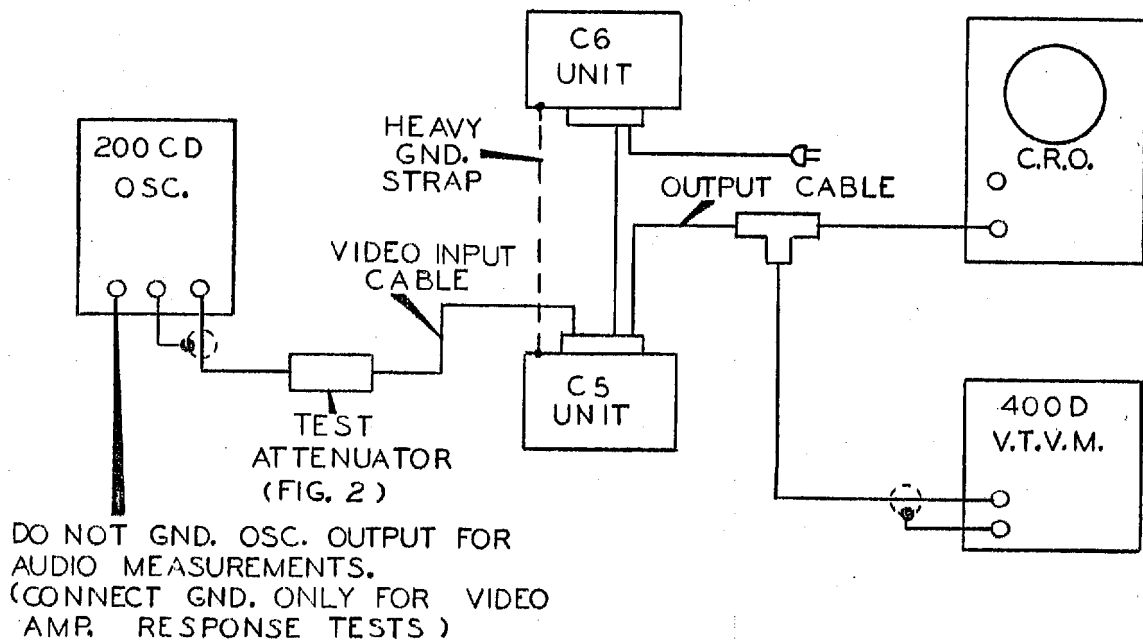 C6
UNIT
200 CD
OSC.
HEAVY
GND.
STRAP
C.R.O.
OUTPUT CABLE
VIDEO INPUT
CABLE
C5
UNIT
TEST
ATTENUATOR
(FIG. 2)
400D
V.T.V.M.
DO NOT GND. OSC. OUTPUT FOR
AUDIO MEASUREMENTS.
(CONNECT GND. ONLY FOR VIDEO
AMP. RESPONSE TESTS)